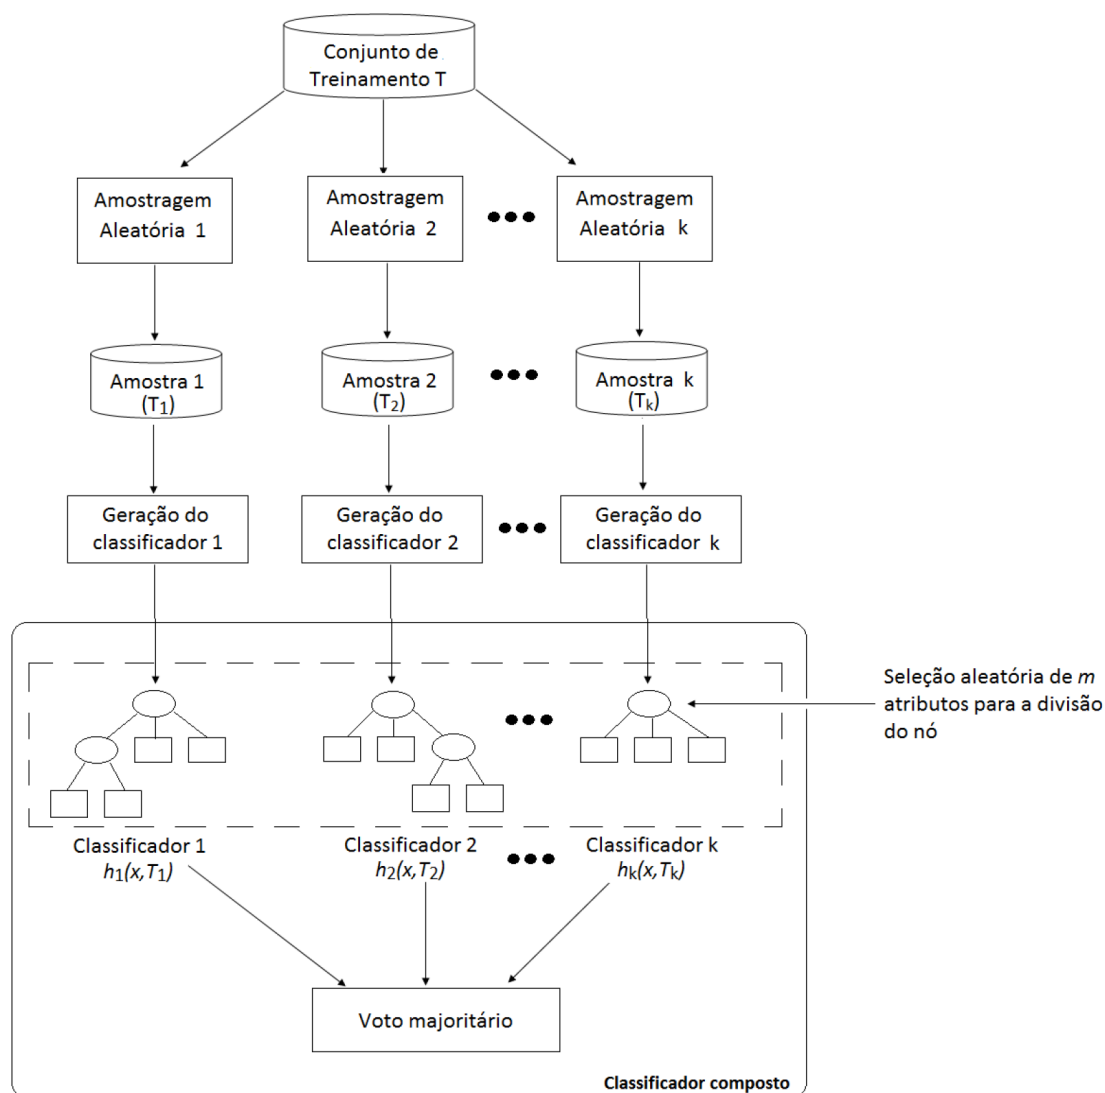 Conjunto de
Treinamento T
Amostragem
Aleatória 1
Amostragem
Aleatória 2
Amostragem
Aleatória k
Amostra 1
(T1)
Amostra 2
(T2)
Amostra k
(Tk)
Geração do
classificador 1
Geração do
classificador 2
Geração do
classificador k
Seleção aleatória de m
atributos para a divisão
do nó
Classificador 1
h1(x,T1)
Classificador 2
h2(x,T2)
Classificador k
hk(x,Tk)
Voto majoritário
Classificador composto